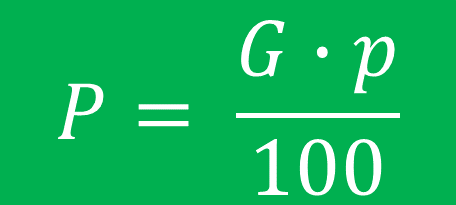 P = G · p / 100